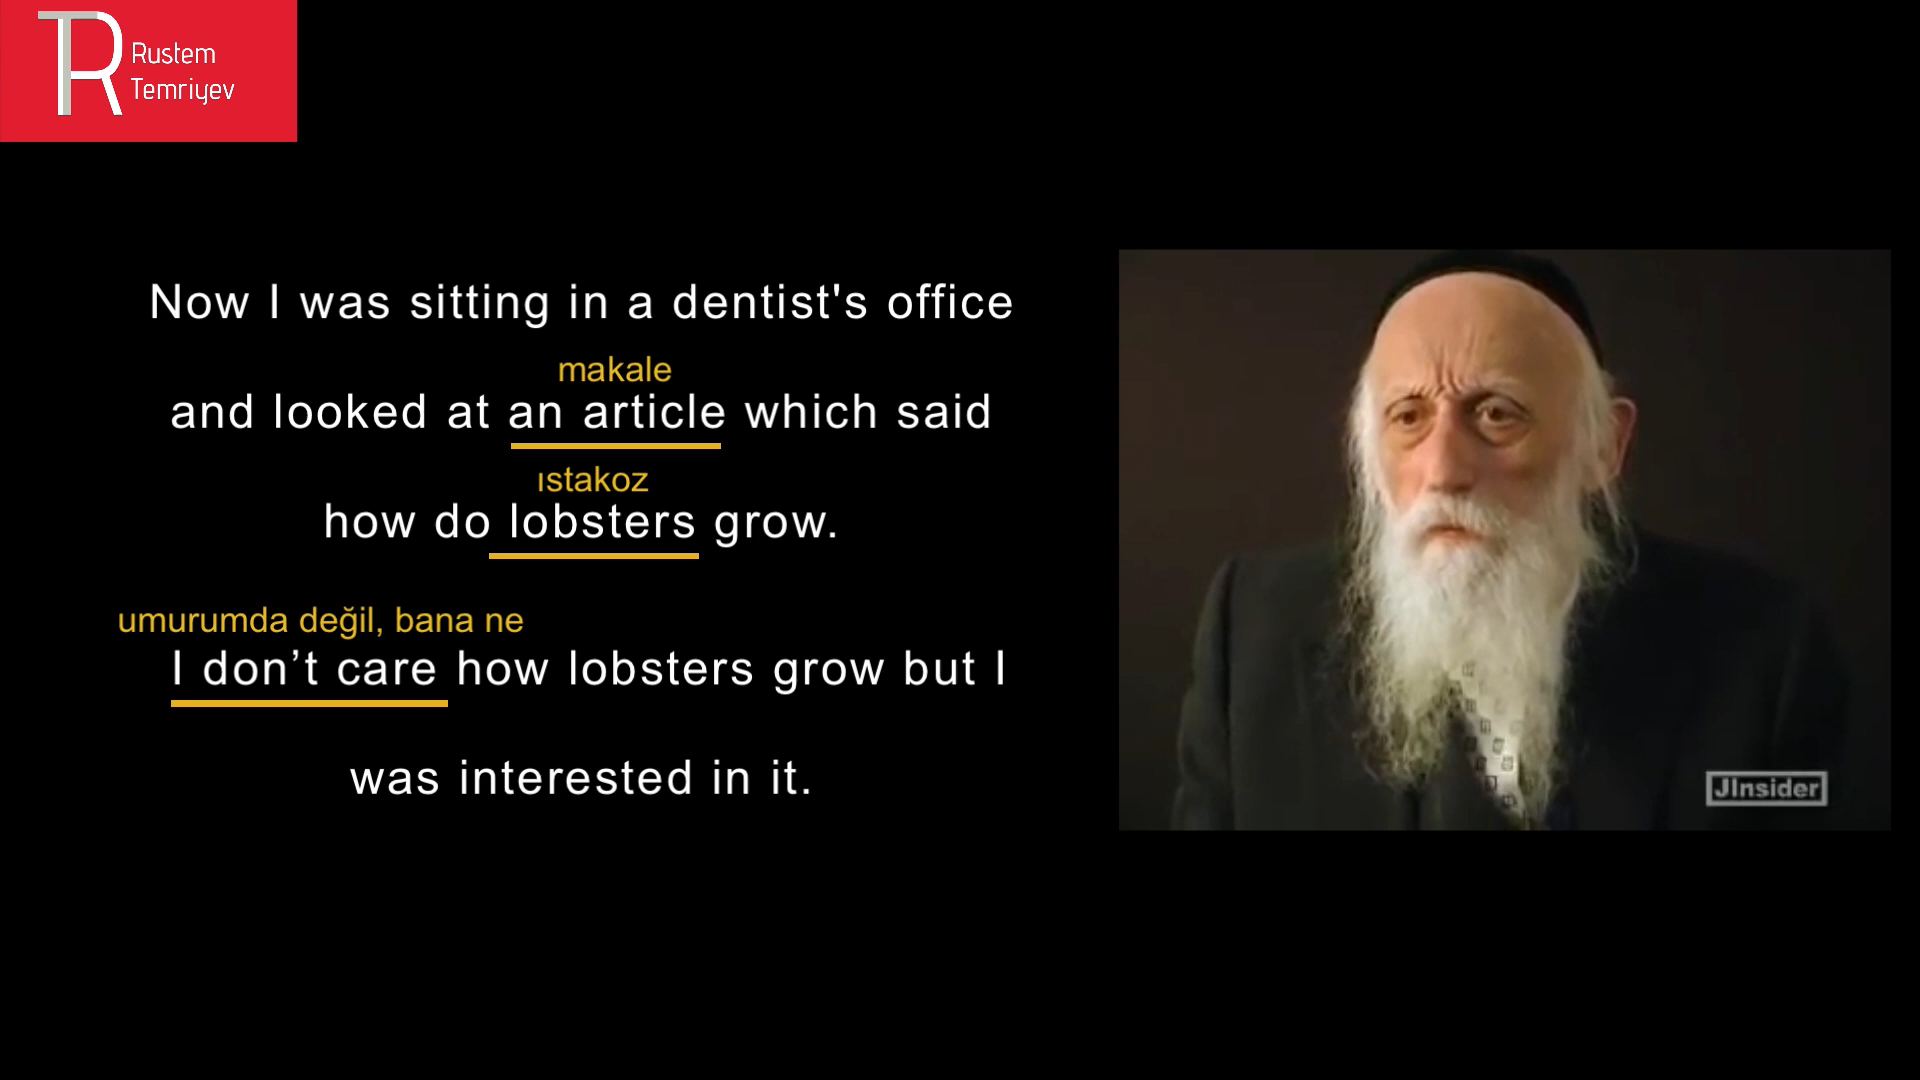 Rustem
Temriyev
Now I was sitting in a dentist's office
makale
and looked at an article which said
ıstakoz
how do lobsters grow.
umurumda değil, bana ne
I don’t care how lobsters grow but I
was interested in it.
JInsider